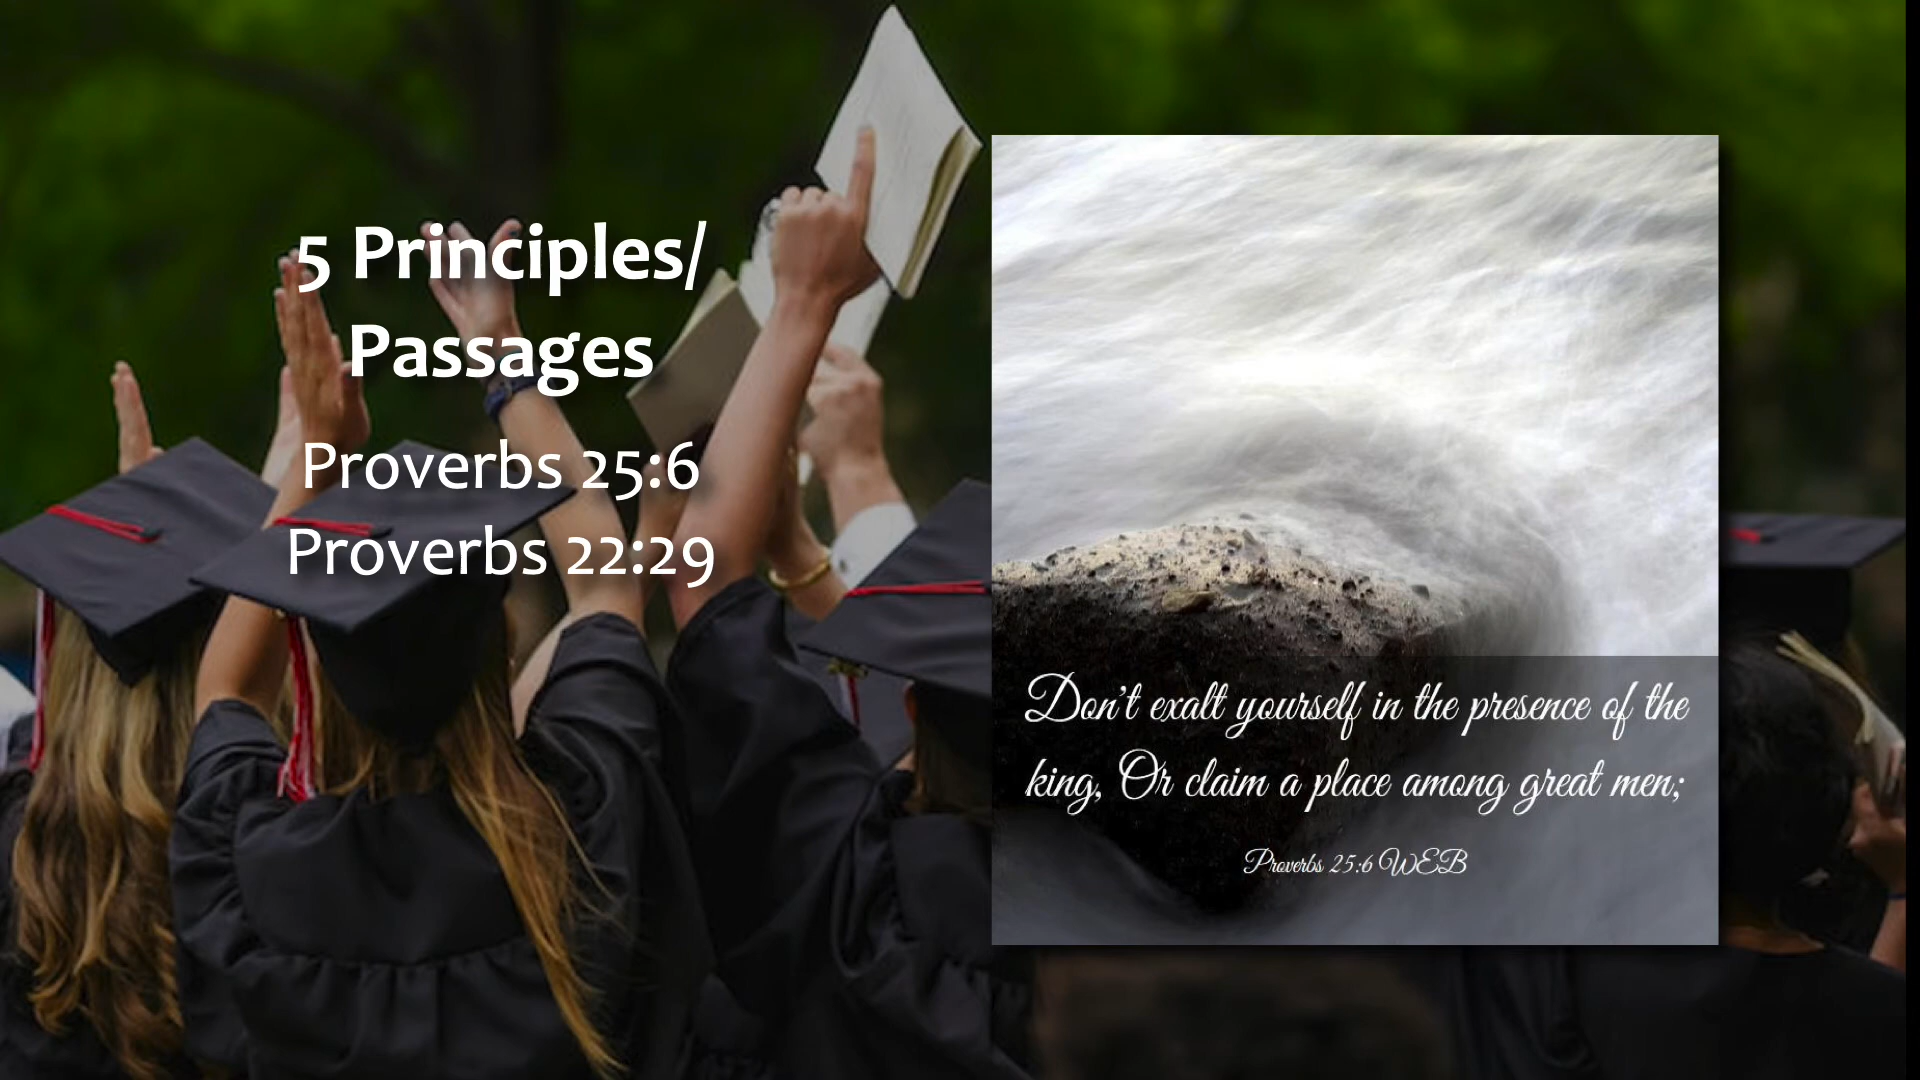 5 Principles/
Passages
Proverbs 25:6
Proverbs 22:29
Don't exalt yourself in the presence of the
king, Or claim a place among great men;
Proverbs 25:6 WEB